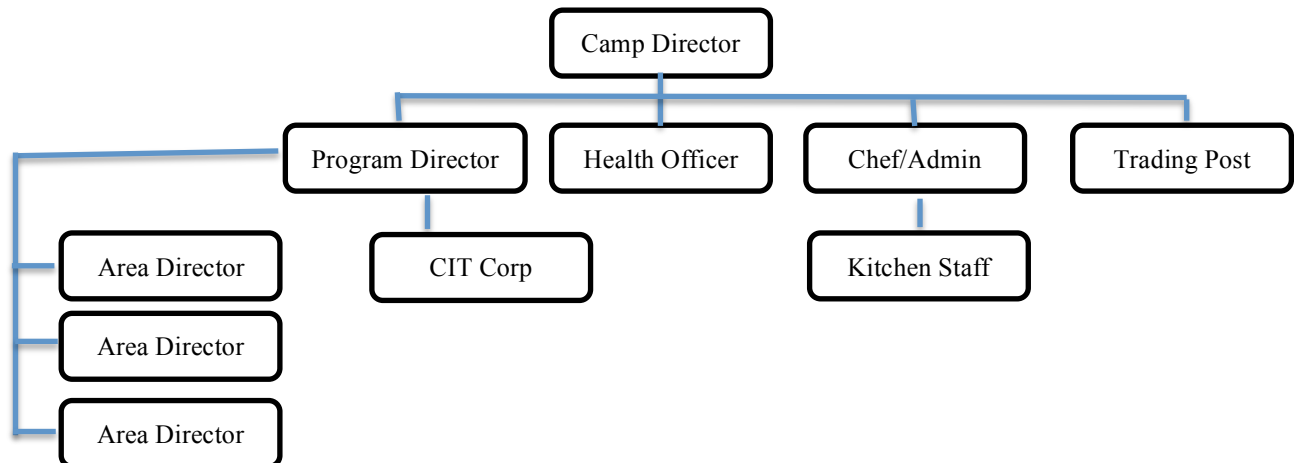 Camp Director
Program Director
Health Officer
Chef/Admin
Trading Post
Area Director
CIT Corp
Kitchen Staff
Area Director
Area Director